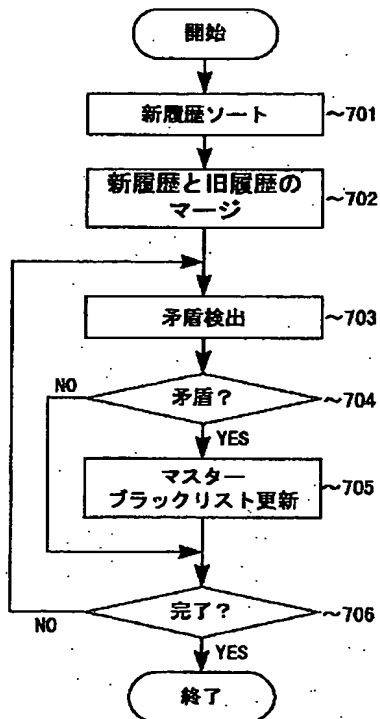 開始
新履歴ソート
~701
新履歴と旧履歴の
マージ
~702
矛盾検出
~703
NO
矛盾?
~704
YES
マスター
ブラックリスト更新
~705
完了?
~706
NO
YES
終了